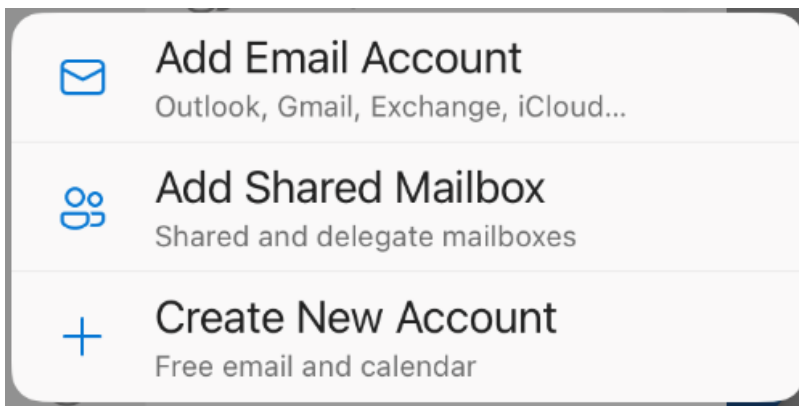 Add Email Account
Outlook, Gmail, Exchange, iCloud...
Add Shared Mailbox
Shared and delegate mailboxes
Create New Account
Free email and calendar